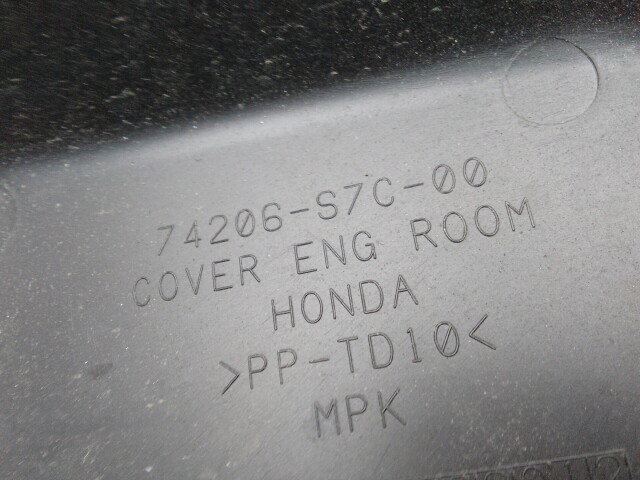 74206-S7C-00
COVER ENG ROOM
HONDA
>PP-TD10<
MPK